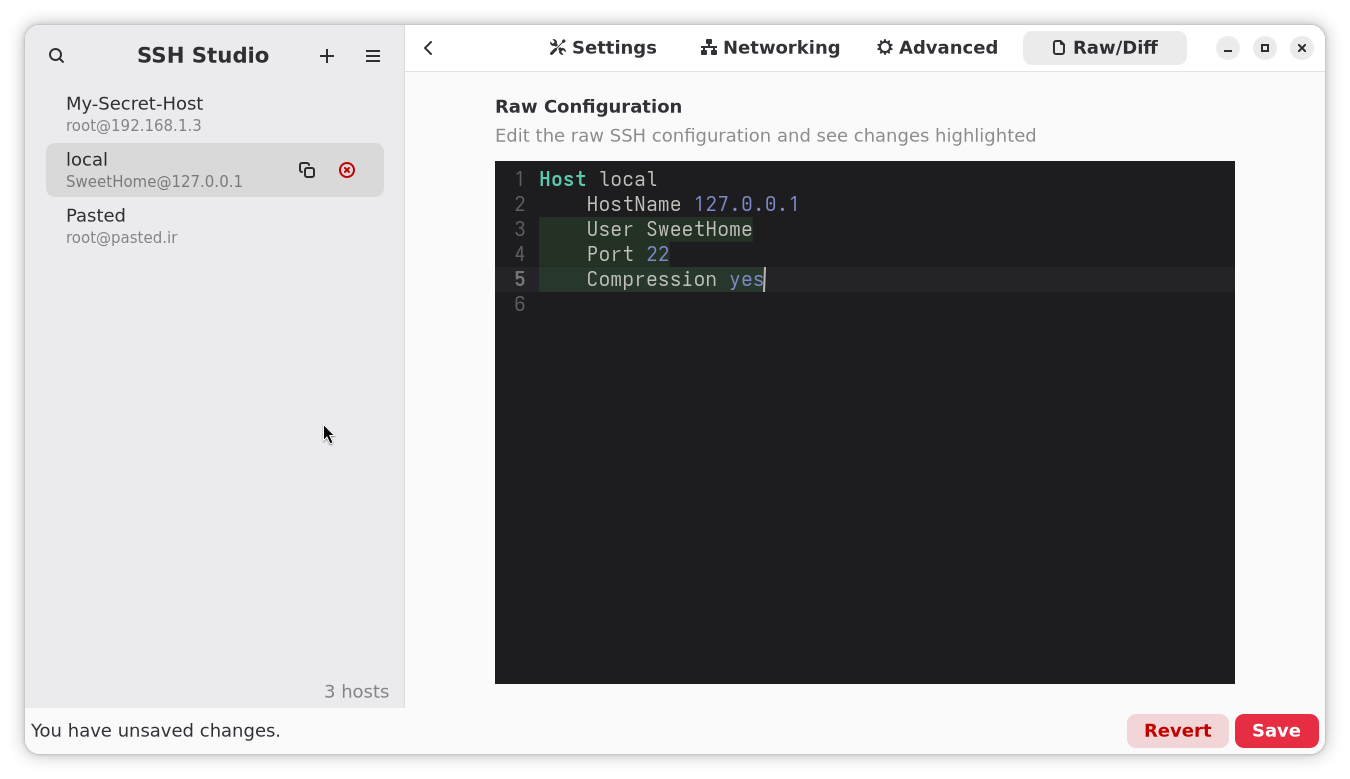 SSH Studio
My-Secret-Host
root@192.168.1.3
local
SweetHome@127.0.0.1
Pasted
root@pasted.ir
3 hosts
Settings
Networking
Advanced
Raw/Diff
Raw Configuration
Edit the raw SSH configuration and see changes highlighted
1 Host local
2     HostName 127.0.0.1
3     User SweetHome
4     Port 22
5     Compression yes
6
You have unsaved changes.
Revert
Save